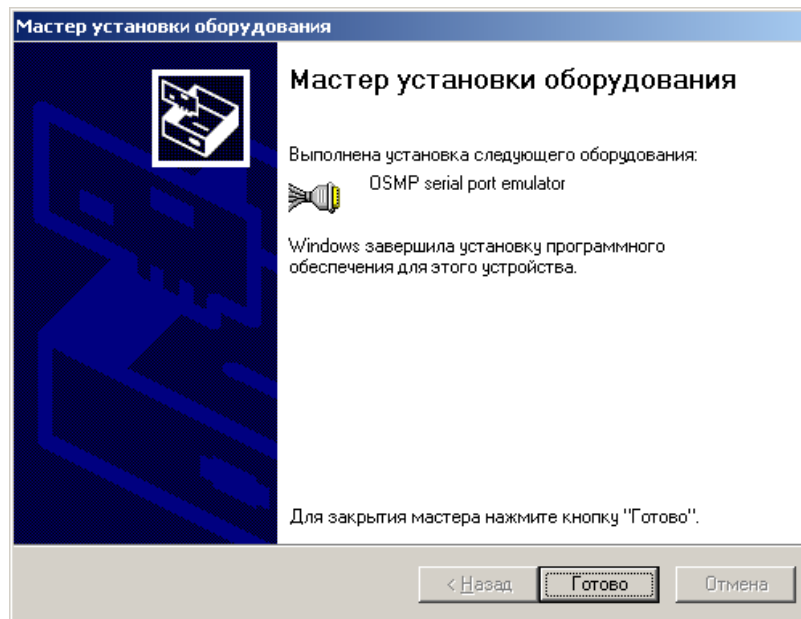 Мастер установки оборудования
Мастер установки оборудования
Выполнена установка следующего оборудования:
OSMP serial port emulator
Windows завершила установку программного
обеспечения для этого устройства.
Для закрытия мастера нажмите кнопку "Готово".
< Назад Готово Отмена